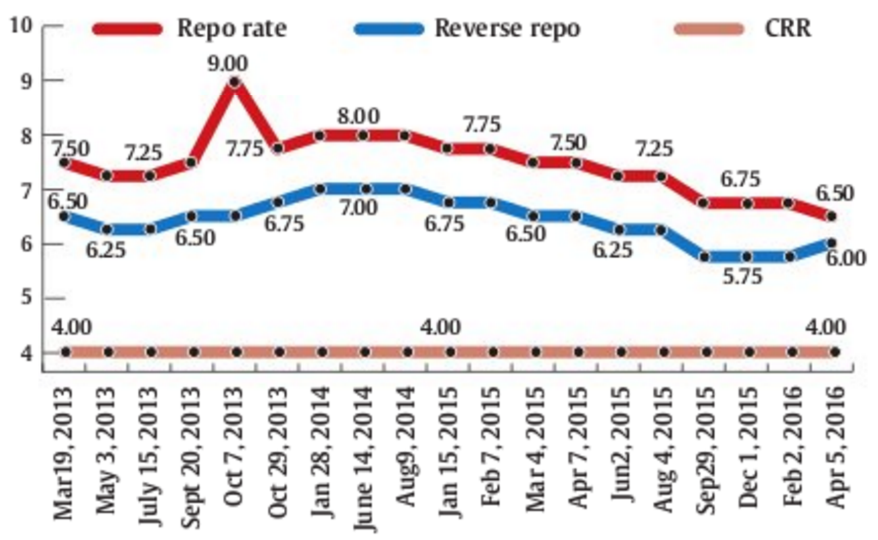 Repo rate Reverse repo CRR
10
9
8
7
6
5
4
9.00
7.50 7.25 7.75 8.00 7.75 7.50 7.25 6.75 6.50
6.50 6.25 6.50 6.75 7.00 6.75 6.50 6.25 5.75 6.00
4.00 4.00 4.00
Mar19, 2013
May 3, 2013
July 15, 2013
Sept 20, 2013
Oct 7, 2013
Oct 29, 2013
Jan 28, 2014
June 14, 2014
Aug9, 2014
Jan 15, 2015
Feb 7, 2015
Mar 4, 2015
Apr 7, 2015
Jun2, 2015
Aug 4, 2015
Sep29, 2015
Dec 1, 2015
Feb 2, 2016
Apr 5, 2016